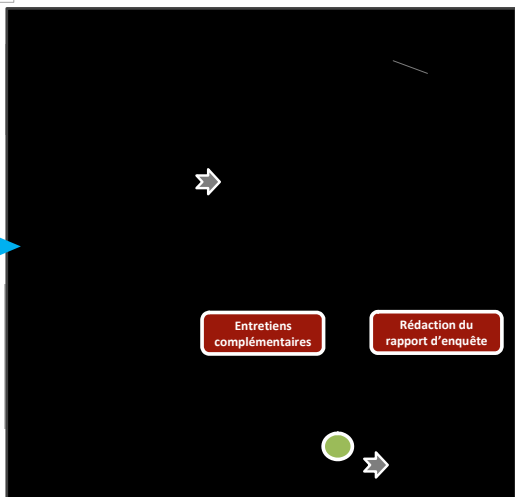 Entretiens
complémentaires
Rédaction du
rapport d'enquête